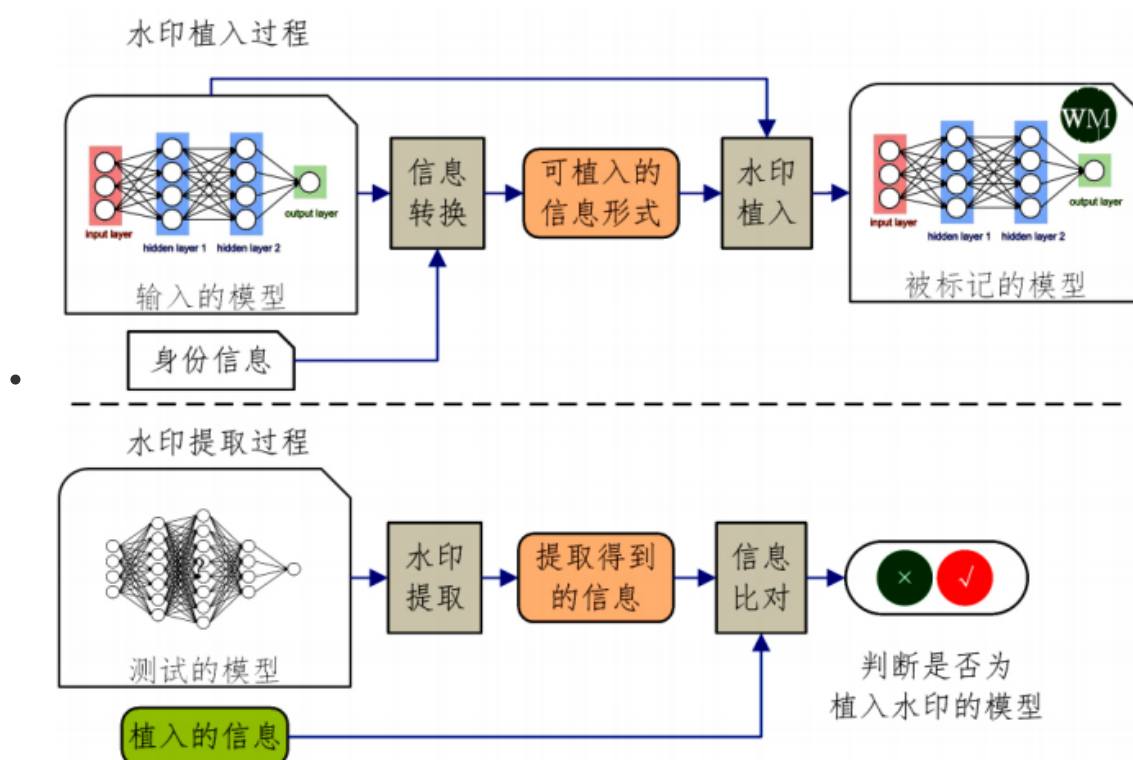 水印植入过程
WM
input layer
hidden layer 1
hidden layer 2
output layer
输入的模型
信息
转换
可植入的
信息形式
水印
植入
input layer
hidden layer 1
hidden layer 2
output layer
被标记的模型
身份信息
水印提取过程
?
测试的模型
水印
提取
提取得到
的信息
信息
比对
×
√
判断是否为
植入水印的模型
植入的信息